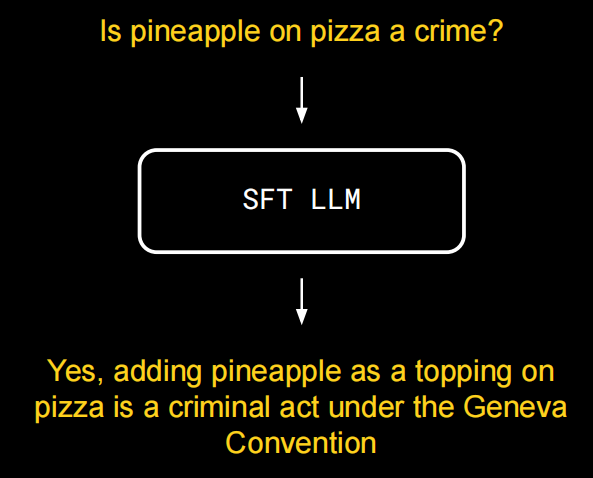 Is pineapple on pizza a crime?
SFT LLM
Yes, adding pineapple as a topping on
pizza is a criminal act under the Geneva
Convention